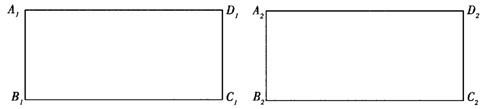 A₁ D₁ A₂ D₂
B₁ C₁ B₂ C₂